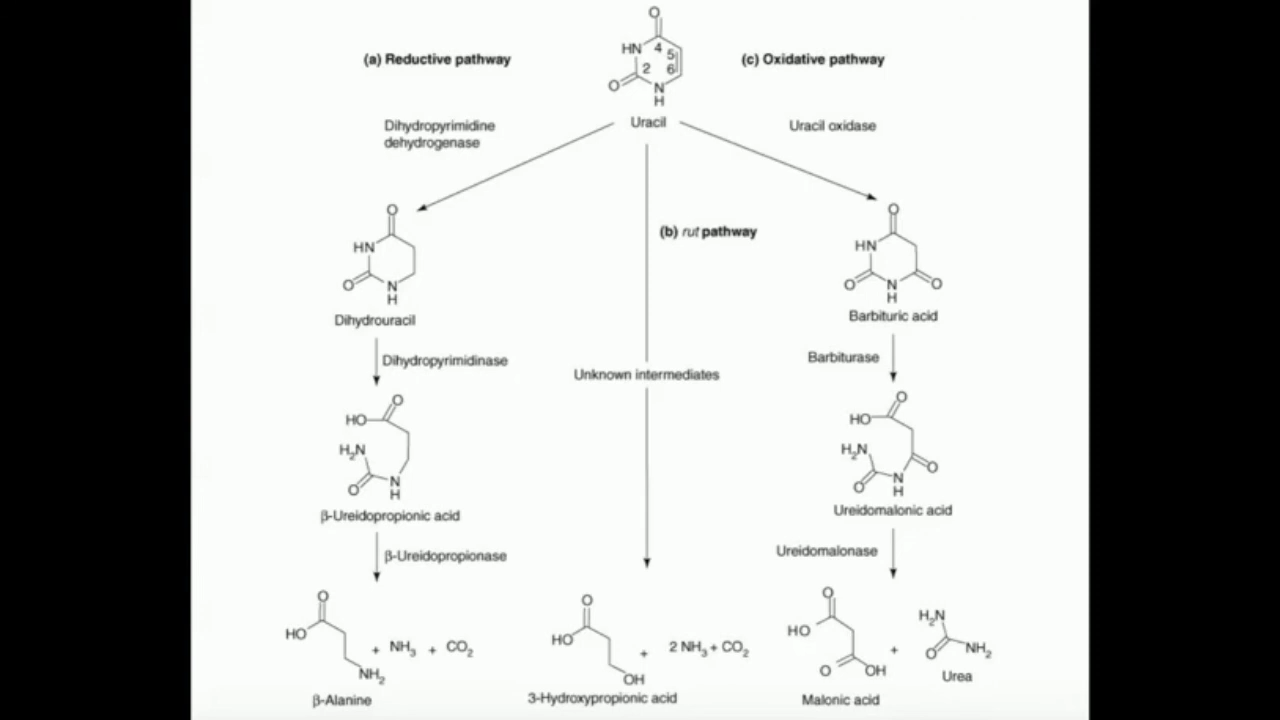 O
HN 4 5
2 6
O N
H
Uracil
(a) Reductive pathway
(c) Oxidative pathway
Dihydropyrimidine
dehydrogenase
Uracil oxidase
(b) rut pathway
O
HN
O N
H
Dihydrouracil
O
HN
O N O
H
Barbituric acid
Dihydropyrimidinase
Unknown intermediates
Barbiturase
O
HO
H₂N
O N
H
β-Ureidopropionic acid
O
HO
H₂N
O
O N
H
Ureidomalonic acid
β-Ureidopropionase
Ureidomalonase
O
HO
NH₂
+ NH₃ + CO₂
β-Alanine
O
HO
OH
+ 2 NH₃ + CO₂
3-Hydroxypropionic acid
O
HO
O OH
Malonic acid
+
H₂N
O NH₂
Urea